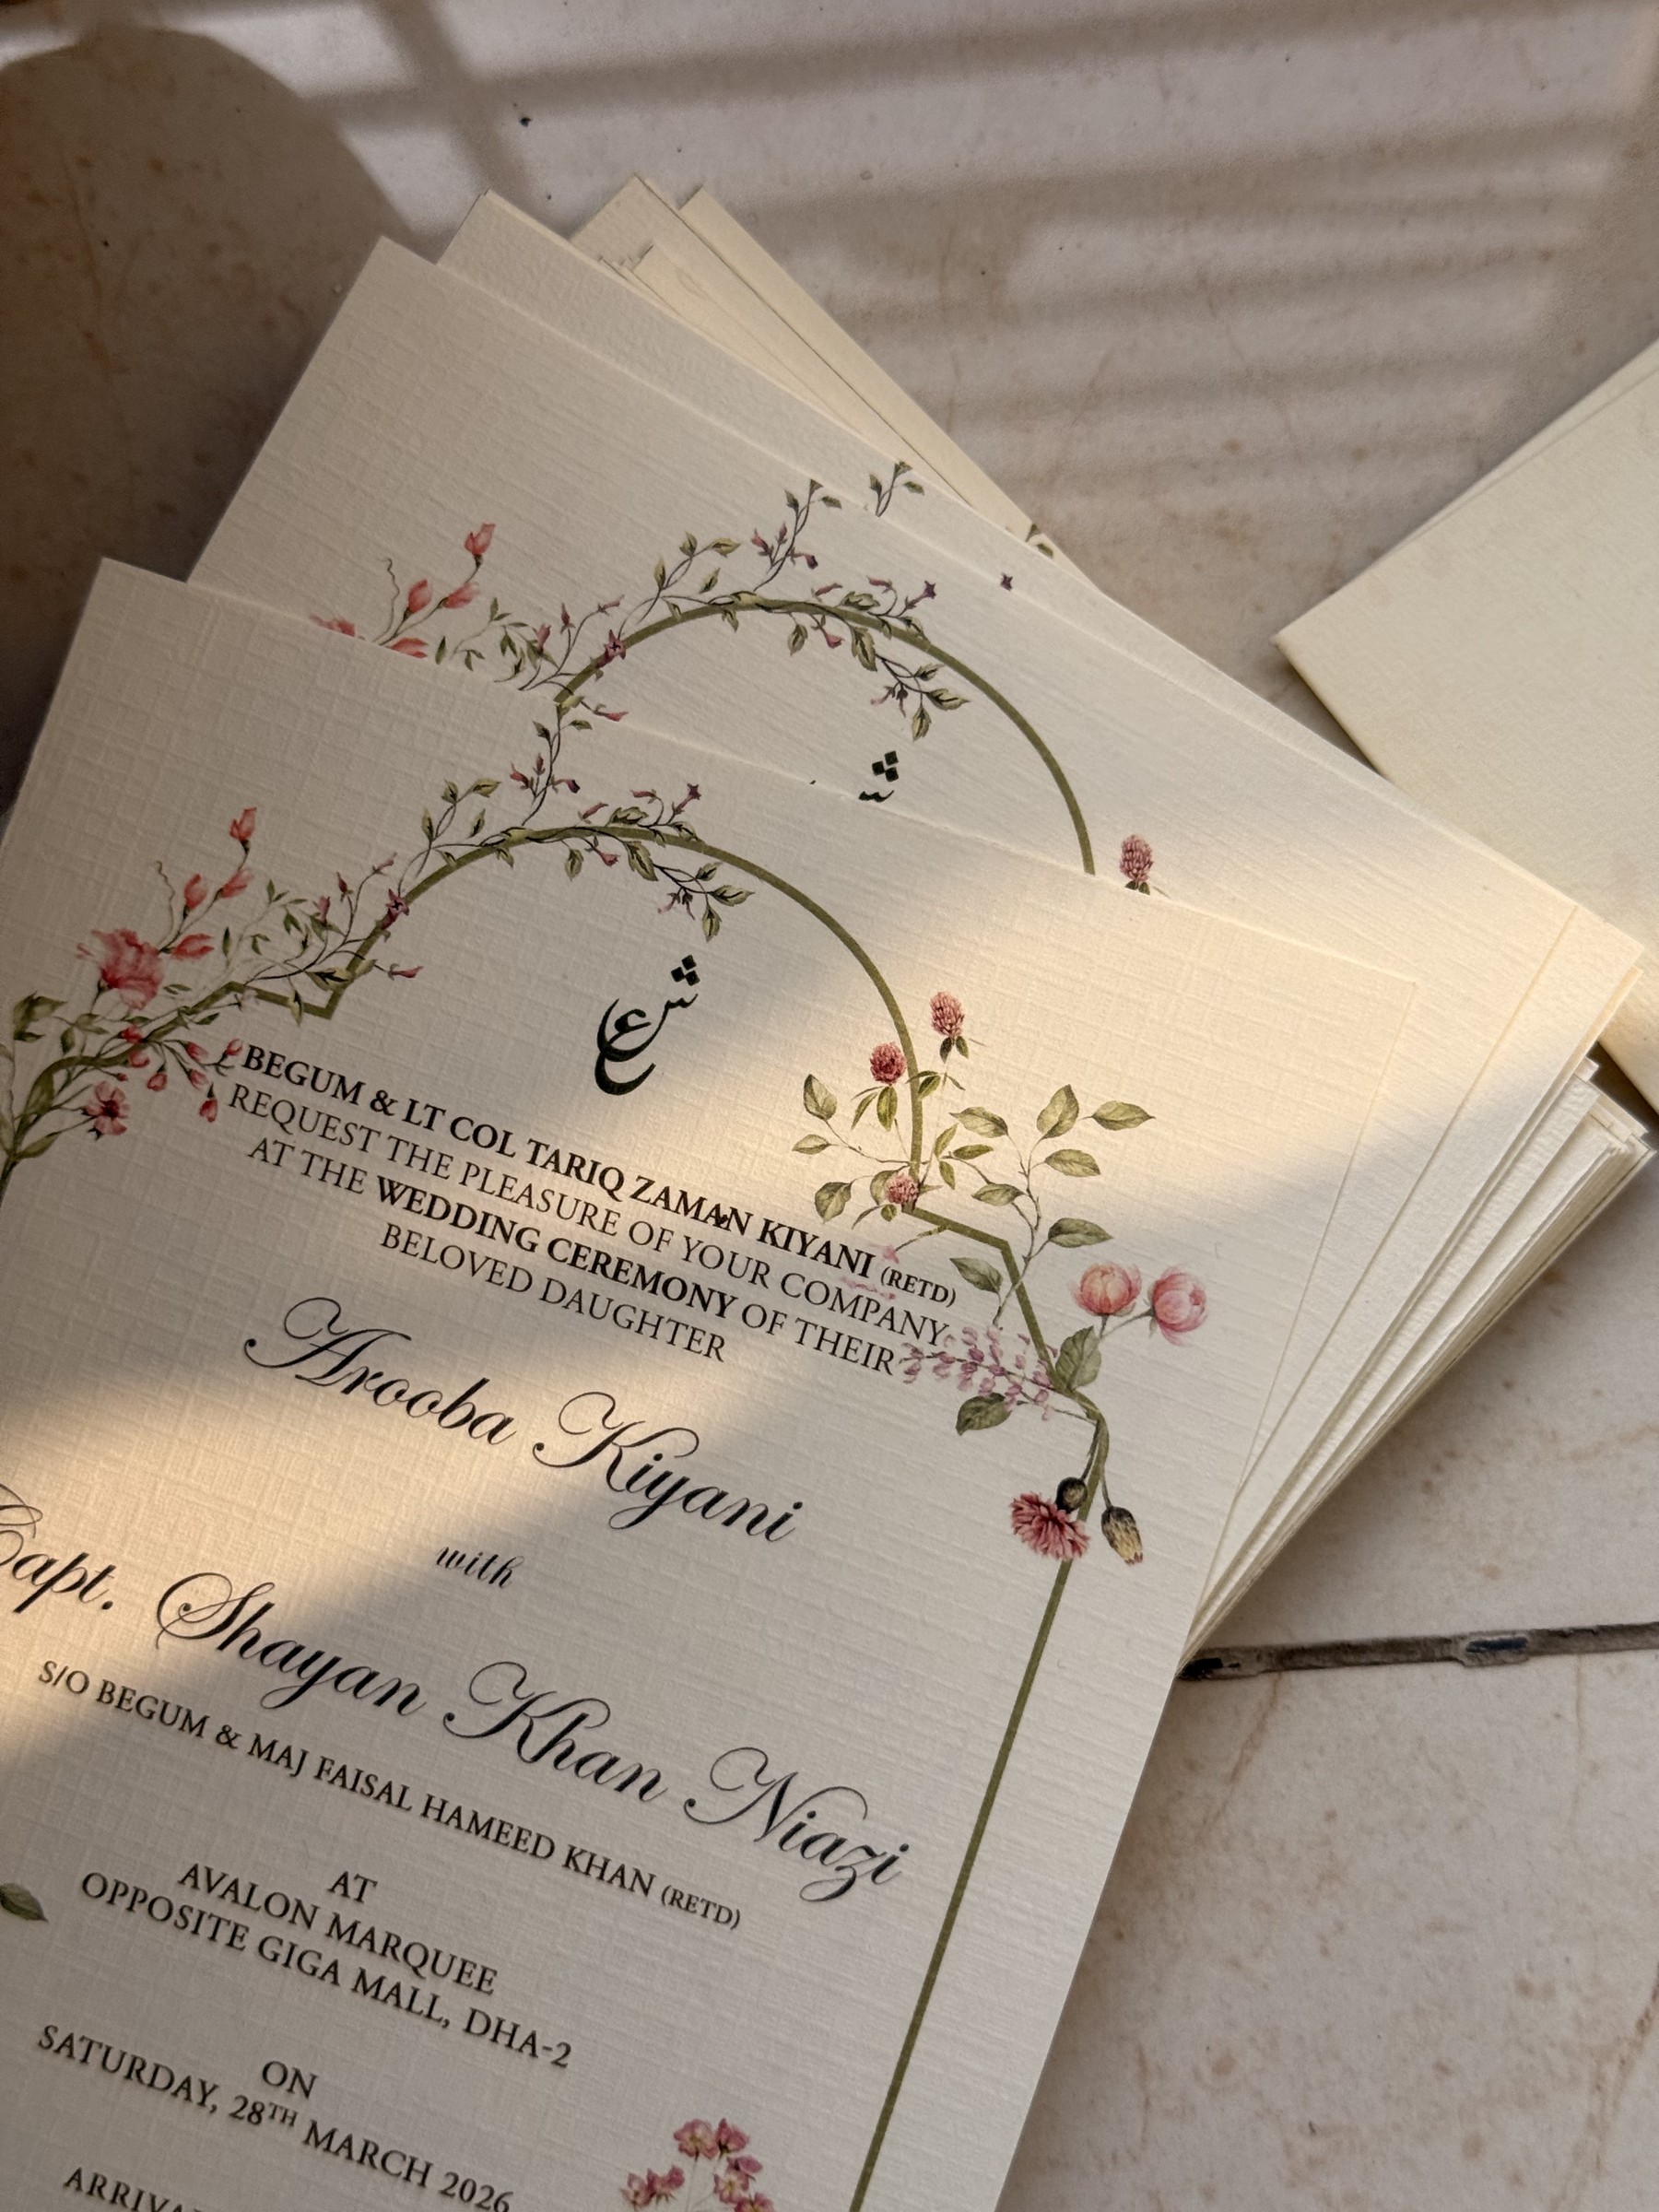 ش ع
BEGUM & LT COL TARIQ ZAMAN KIYANI (RETD)
REQUEST THE PLEASURE OF YOUR COMPANY
AT THE WEDDING CEREMONY OF THEIR
BELOVED DAUGHTER
Arooba Kiyani
with
Capt. Shayan Khan Niazi
S/O BEGUM & MAJ FAISAL HAMEED KHAN (RETD)
AT
AVALON MARQUEE
OPPOSITE GIGA MALL, DHA-2
ON
SATURDAY, 28TH MARCH 2026